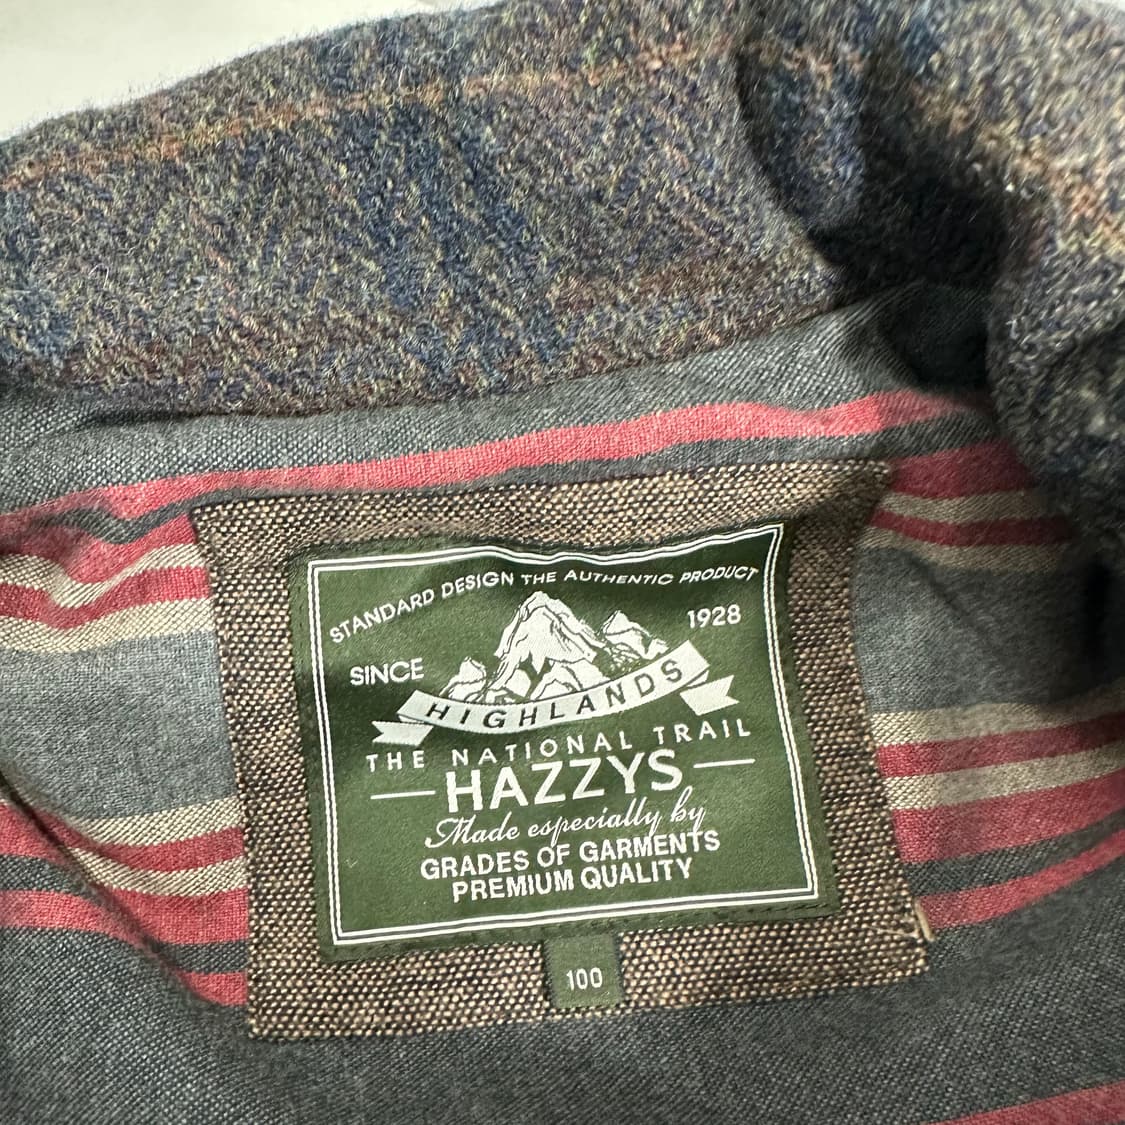 STANDARD DESIGN THE AUTHENTIC PRODUCT
SINCE 1928
HIGHLANDS
THE NATIONAL TRAIL
HAZZYS
Made especially by
GRADES OF GARMENTS
PREMIUM QUALITY
100